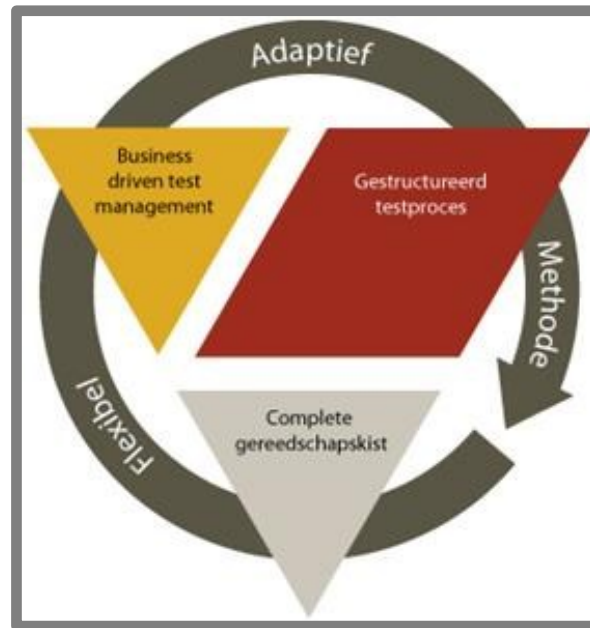 Adaptief
Business
driven test
management
Gestructureerd
testproces
Methode
Complete
gereedschapskist
Flexibel